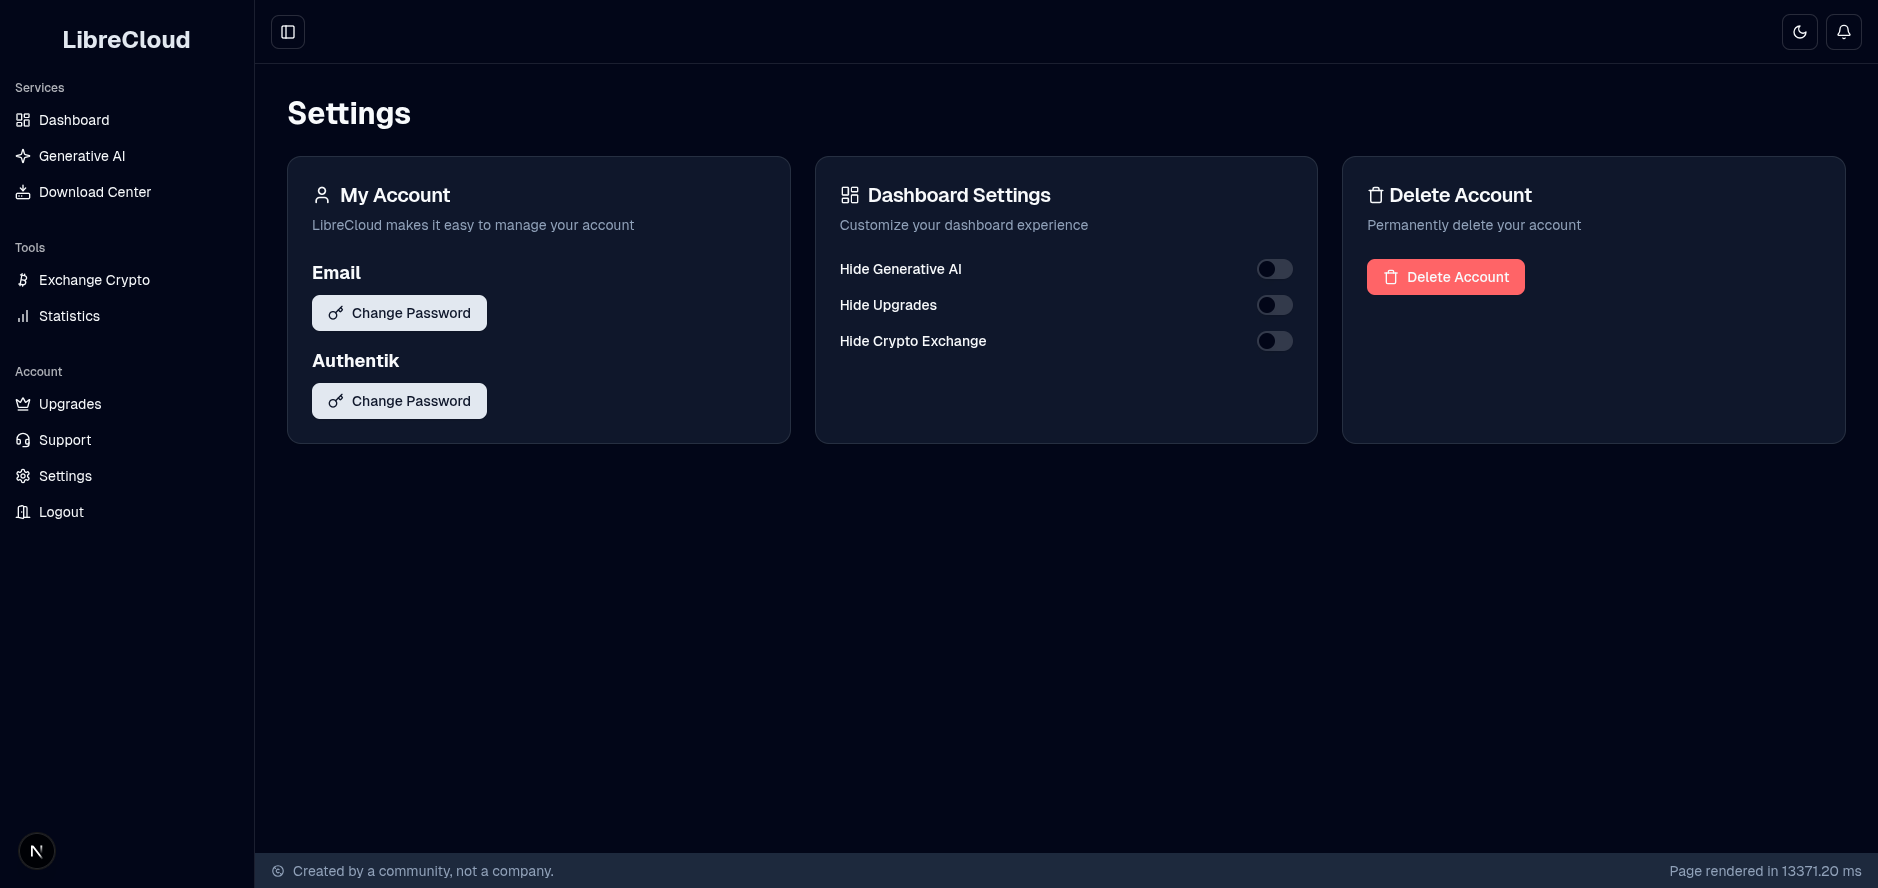 LibreCloud
Services
Dashboard
Generative AI
Download Center
Tools
Exchange Crypto
Statistics
Account
Upgrades
Support
Settings
Logout
N
Settings
My Account
LibreCloud makes it easy to manage your account
Email
Change Password
Authentik
Change Password
Dashboard Settings
Customize your dashboard experience
Hide Generative AI
Hide Upgrades
Hide Crypto Exchange
Delete Account
Permanently delete your account
Delete Account
Created by a community, not a company.
Page rendered in 13371.20 ms